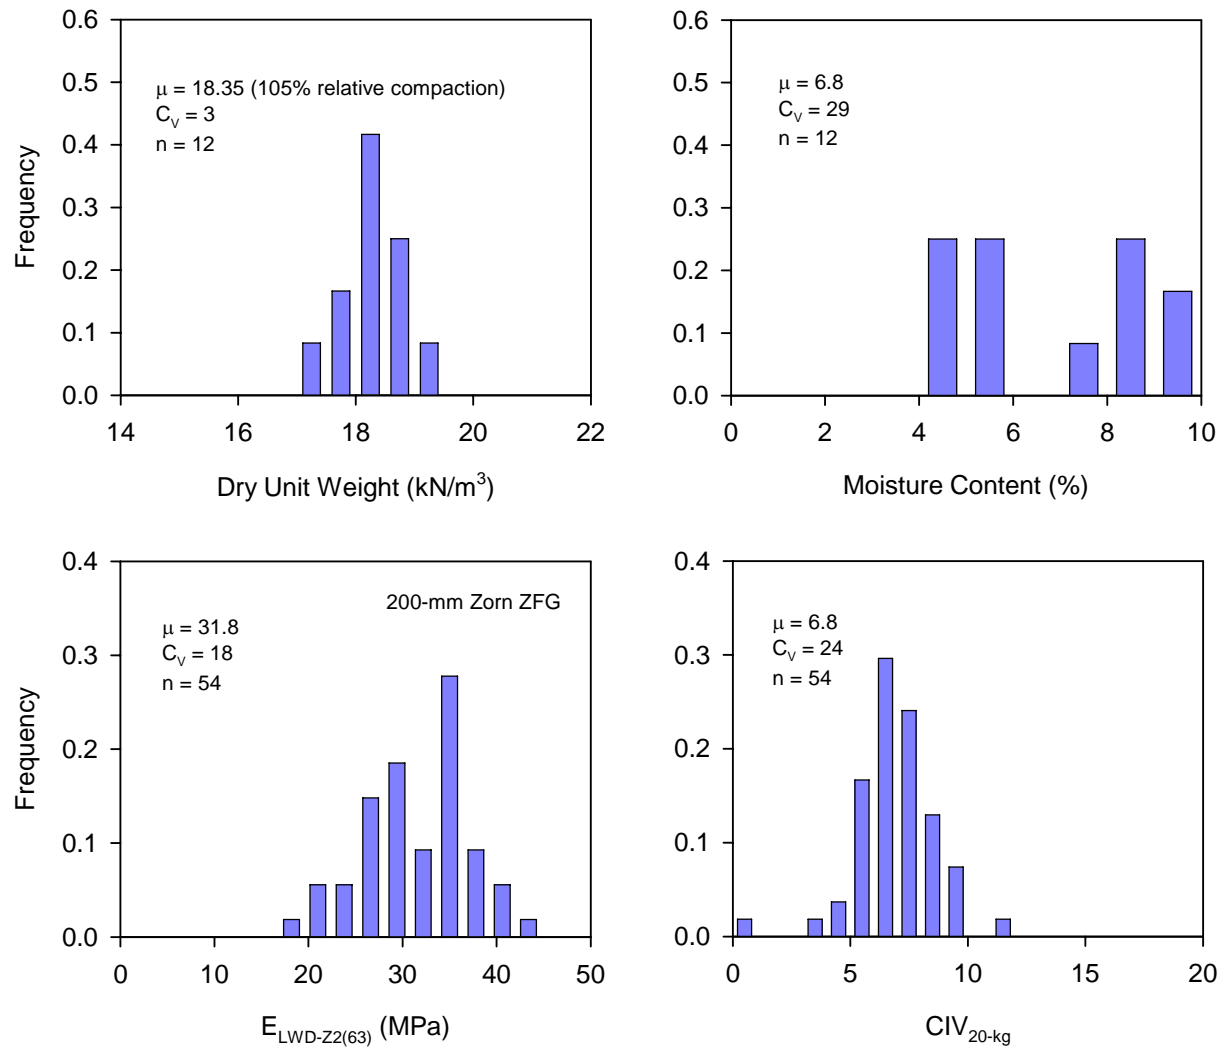 0.6
0.5
0.4
0.3
0.2
0.1
0.0
Frequency
μ = 18.35 (105% relative compaction)
C_V = 3
n = 12
14 16 18 20 22
Dry Unit Weight (kN/m³)
0.6
0.5
0.4
0.3
0.2
0.1
0.0
μ = 6.8
C_V = 29
n = 12
0 2 4 6 8 10
Moisture Content (%)
0.4
0.3
0.2
0.1
0.0
Frequency
200-mm Zorn ZFG
μ = 31.8
C_V = 18
n = 54
0 10 20 30 40 50
E_LWD-Z2(63) (MPa)
0.4
0.3
0.2
0.1
0.0
μ = 6.8
C_V = 24
n = 54
0 5 10 15 20
CIV_20-kg